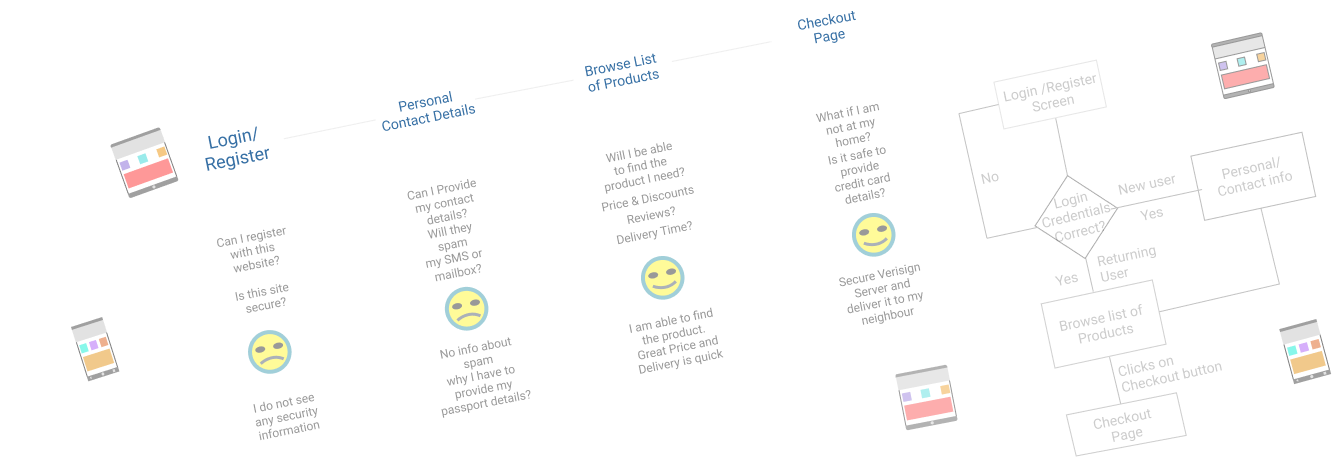 Login/
Register
Can I register
with this
website?
Is this site
secure?
I do not see
any security
information
Personal
Contact Details
Can I Provide
my contact
details?
Will they
spam
my SMS or
mailbox?
No info about
spam
why I have to
provide my
passport details?
Browse List
of Products
Will I be able
to find the
product I need?
Price & Discounts
Reviews?
Delivery Time?
I am able to find
the product.
Great Price and
Delivery is quick
Checkout
Page
What if I am
not at my
home?
Is it safe to
provide
credit card
details?
Secure Verisign
Server and
deliver it to my
neighbour
Login /Register
Screen
No
Login
Credentials
Correct?
New user
Yes
Personal/
Contact info
Yes
Returning
User
Browse list of
Products
Clicks on
Checkout button
Checkout
Page